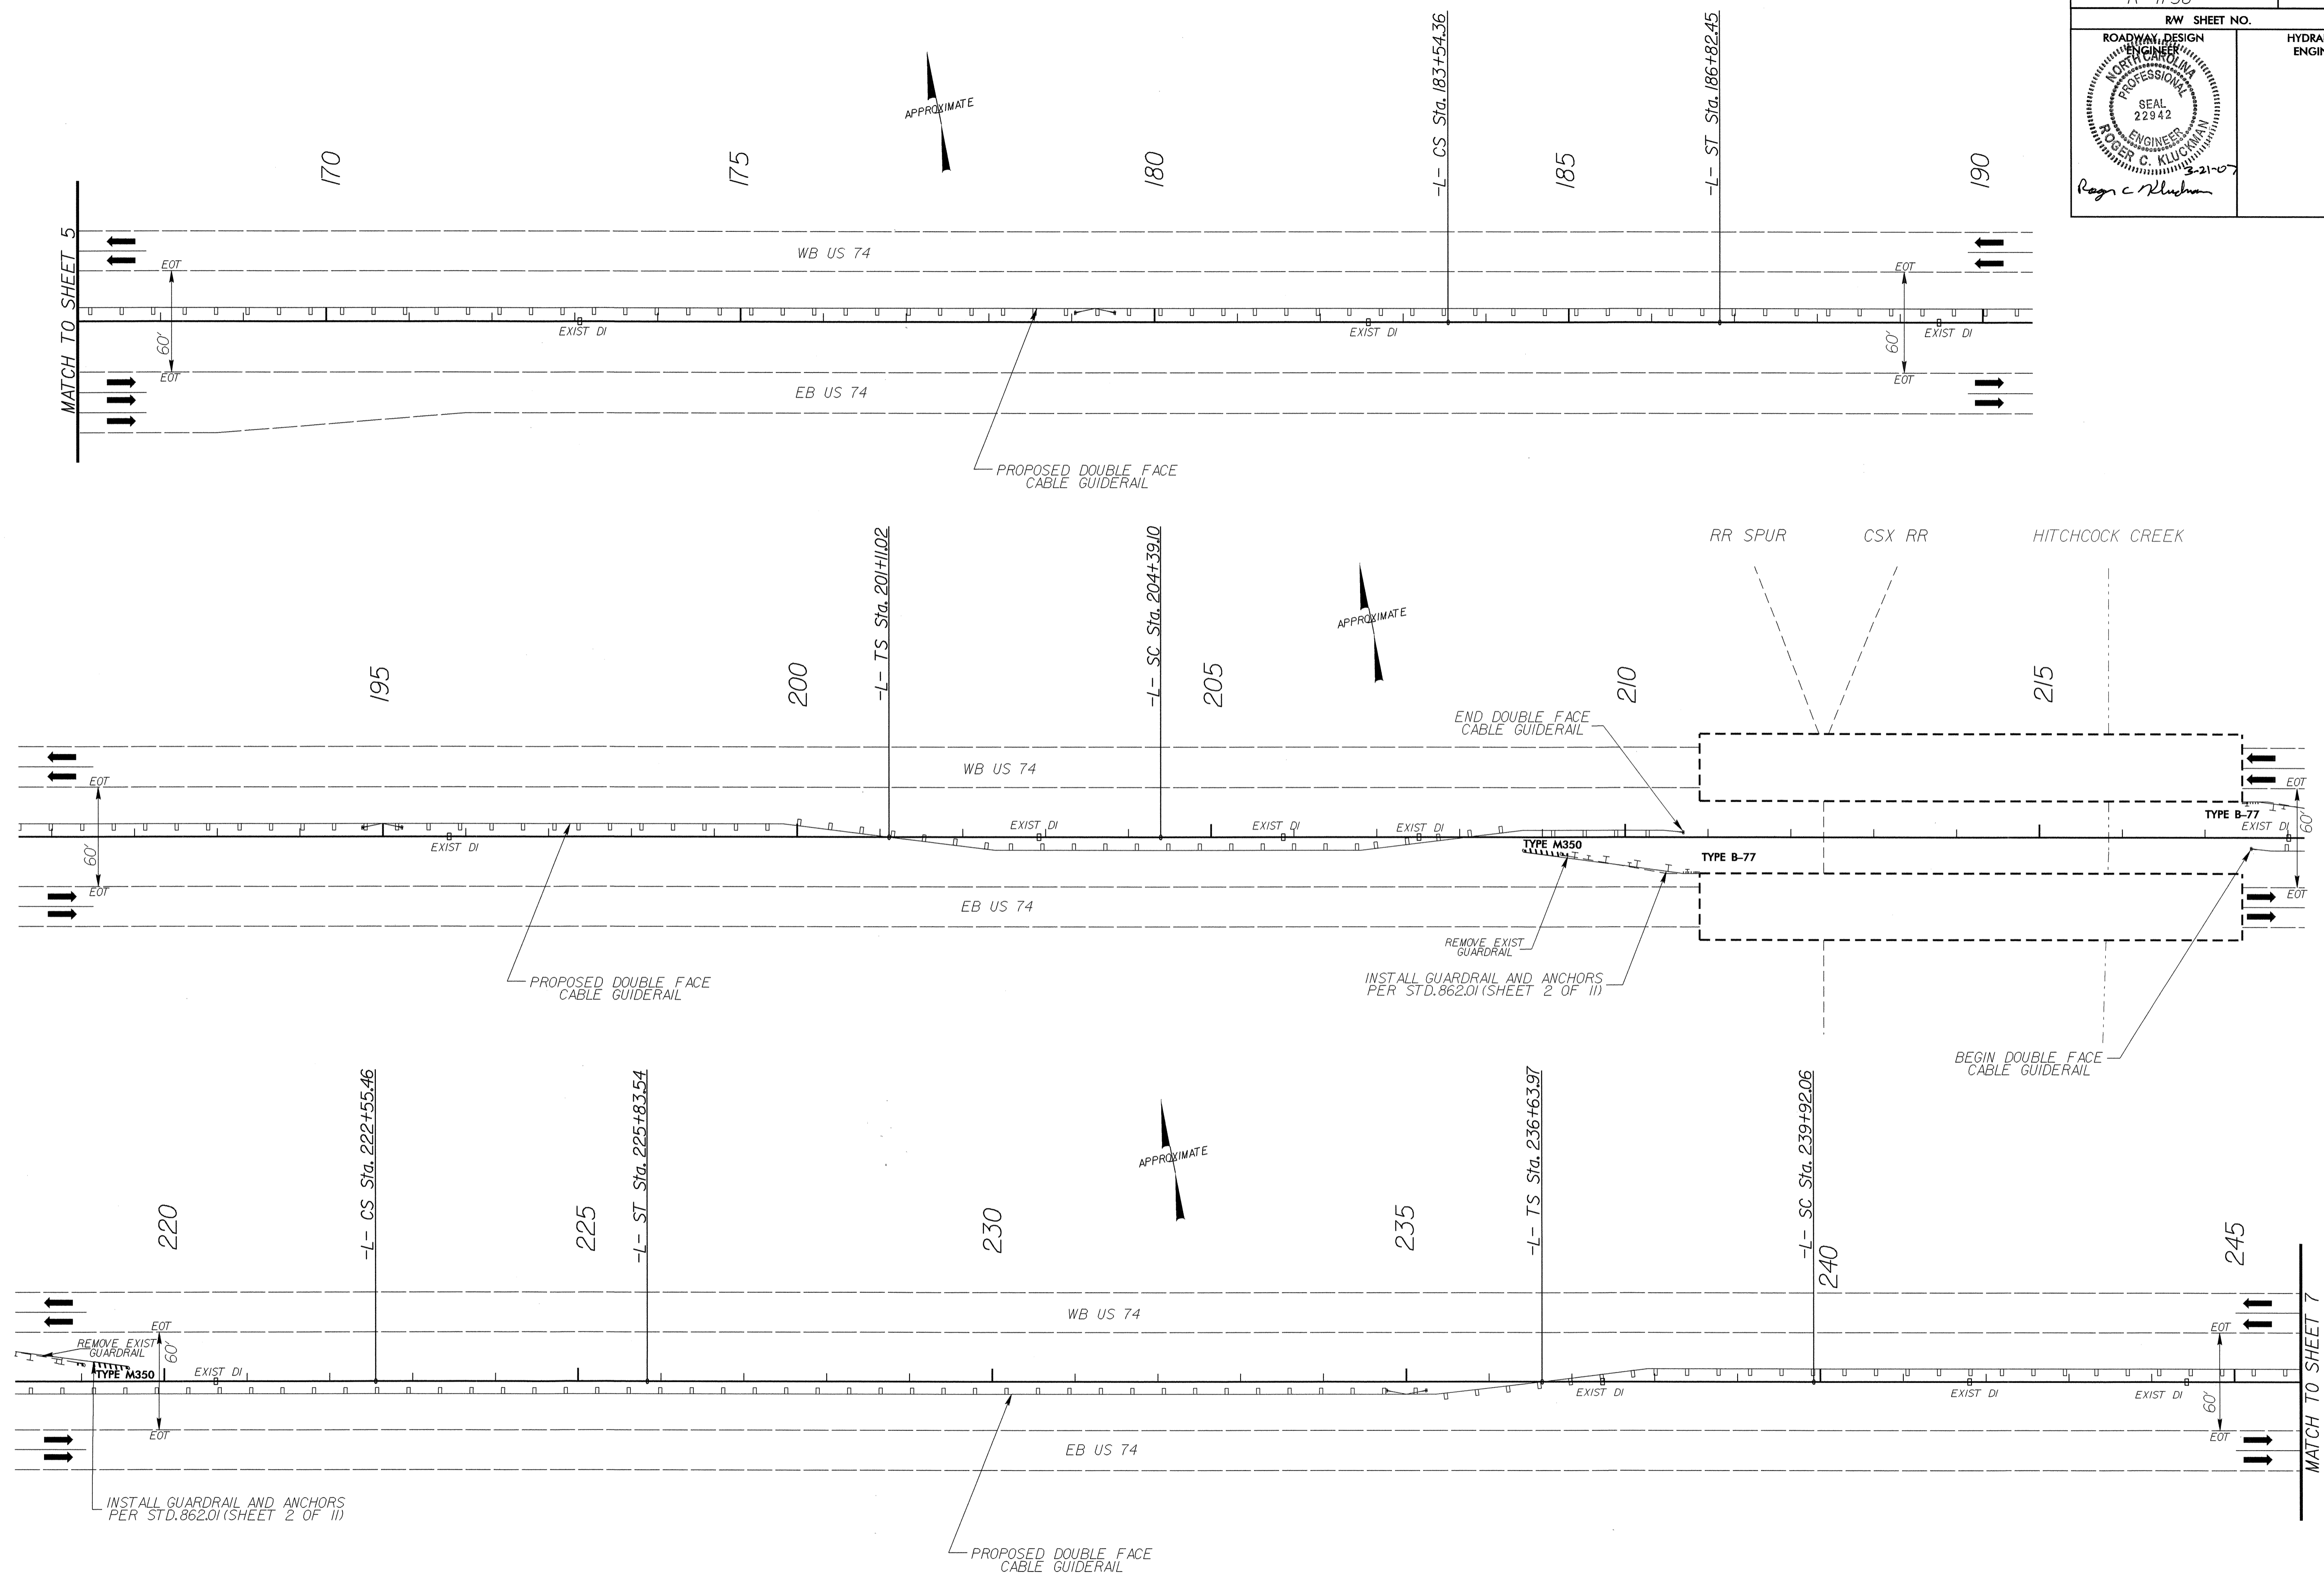 R/W SHEET NO.
ROADWAY DESIGN
ENGINEER
NORTH CAROLINA
PROFESSIONAL
SEAL
22942
ENGINEER
ROGER C. KLUCKMAN
3-21-07
-L- CS Sta. 183+54.36
-L- ST Sta. 186+82.45
APPROXIMATE
170
175
180
185
190
MATCH TO SHEET 5
WB US 74
EOT
EOT
60'
60'
EXIST DI
EXIST DI
EXIST DI
EOT
EOT
EB US 74
PROPOSED DOUBLE FACE
CABLE GUIDERAIL
-L- TS Sta. 201+11.02
-L- SC Sta. 204+39.10
RR SPUR
CSX RR
HITCHCOCK CREEK
APPROXIMATE
195
200
205
210
215
END DOUBLE FACE
CABLE GUIDERAIL
WB US 74
EOT
EOT
TYPE B-77
EXIST DI
EXIST DI
EXIST DI
EXIST DI
EXIST DI
60'
60'
TYPE M350
TYPE B-77
EOT
EOT
EB US 74
REMOVE EXIST
GUARDRAIL
INSTALL GUARDRAIL AND ANCHORS
PER STD.862.01 (SHEET 2 OF 11)
PROPOSED DOUBLE FACE
CABLE GUIDERAIL
BEGIN DOUBLE FACE
CABLE GUIDERAIL
-L- CS Sta. 222+55.46
-L- ST Sta. 225+83.54
-L- TS Sta. 236+63.97
-L- SC Sta. 239+92.06
APPROXIMATE
220
225
230
235
240
245
WB US 74
EOT
EOT
REMOVE EXIST
GUARDRAIL
60'
60'
TYPE M350
EXIST DI
EXIST DI
EXIST DI
EXIST DI
EOT
EOT
EB US 74
MATCH TO SHEET 7
INSTALL GUARDRAIL AND ANCHORS
PER STD.862.01 (SHEET 2 OF 11)
PROPOSED DOUBLE FACE
CABLE GUIDERAIL